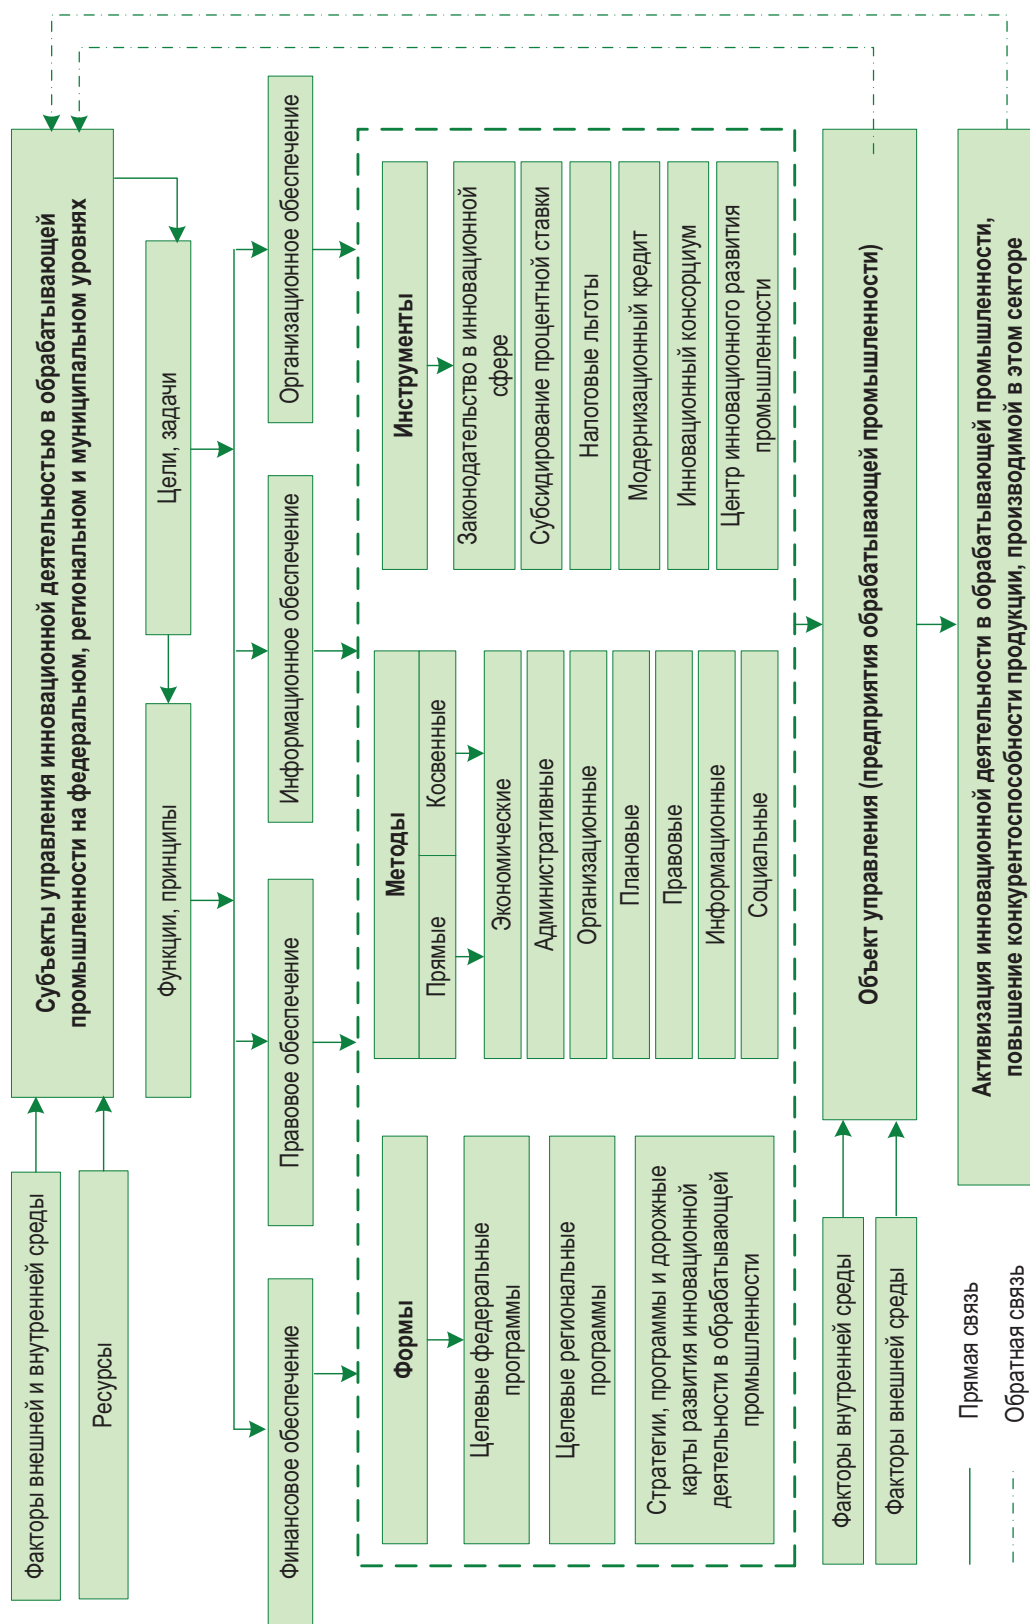 Факторы внешней и внутренней среды
Ресурсы
Субъекты управления инновационной деятельностью в обрабатывающей
промышленности на федеральном, региональном и муниципальном уровнях
Функции, принципы
Цели, задачи
Финансовое обеспечение
Правовое обеспечение
Информационное обеспечение
Организационное обеспечение
Формы
Целевые федеральные
программы
Целевые региональные
программы
Стратегии, программы и дорожные
карты развития инновационной
деятельности в обрабатывающей
промышленности
Методы
Прямые
Косвенные
Экономические
Административные
Организационные
Плановые
Правовые
Информационные
Социальные
Инструменты
Законодательство в инновационной
сфере
Субсидирование процентной ставки
Налоговые льготы
Модернизационный кредит
Инновационный консорциум
Центр инновационного развития
промышленности
Факторы внутренней среды
Факторы внешней среды
Объект управления (предприятия обрабатывающей промышленности)
Активизация инновационной деятельности в обрабатывающей промышленности,
повышение конкурентоспособности продукции, производимой в этом секторе
Прямая связь
Обратная связь